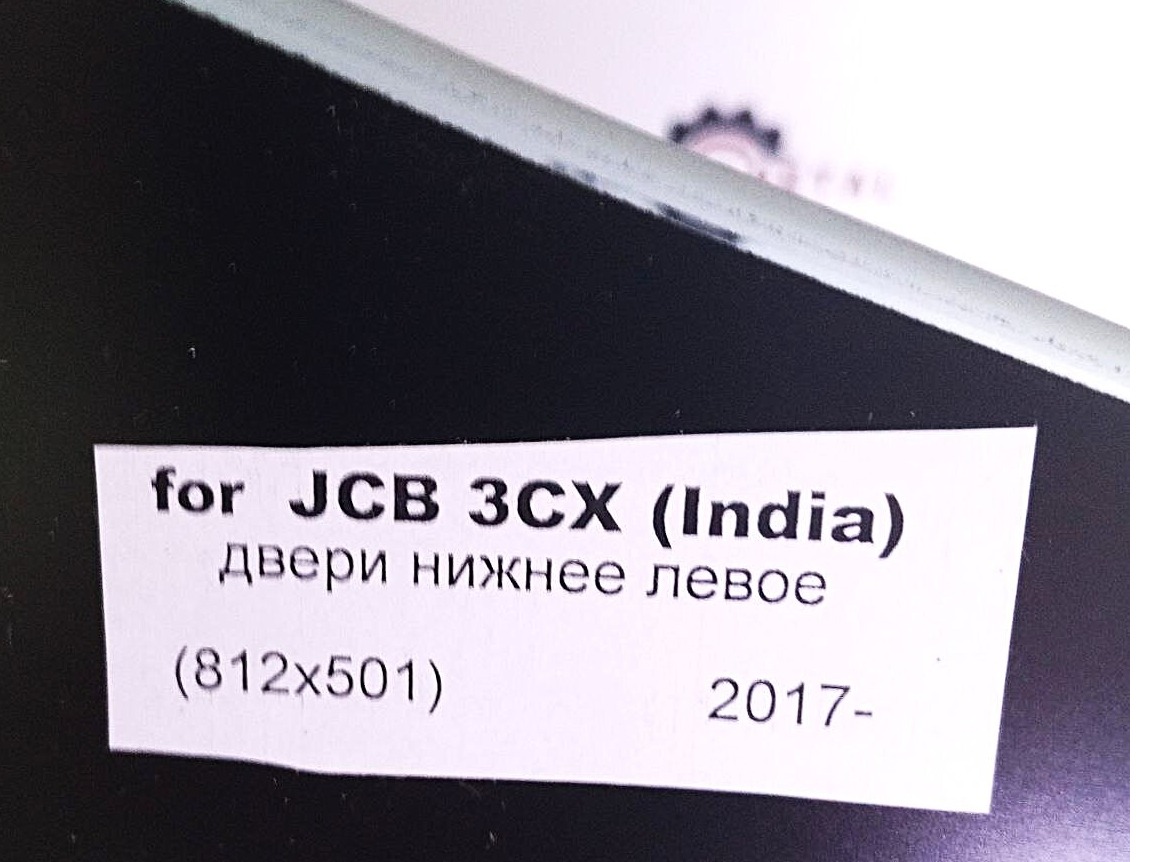 for JCB 3CX (India)
двери нижнее левое
(812x501) 2017-